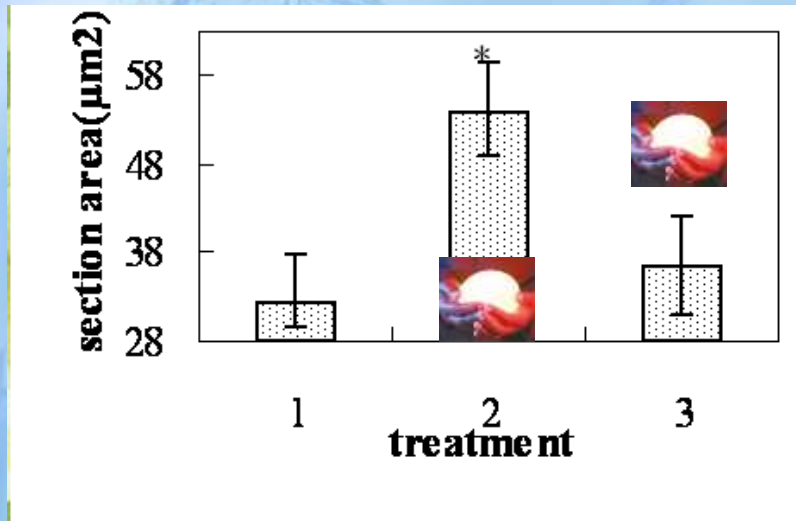 section area(μm2)
58
48
38
28
*
1 2 3
treatment